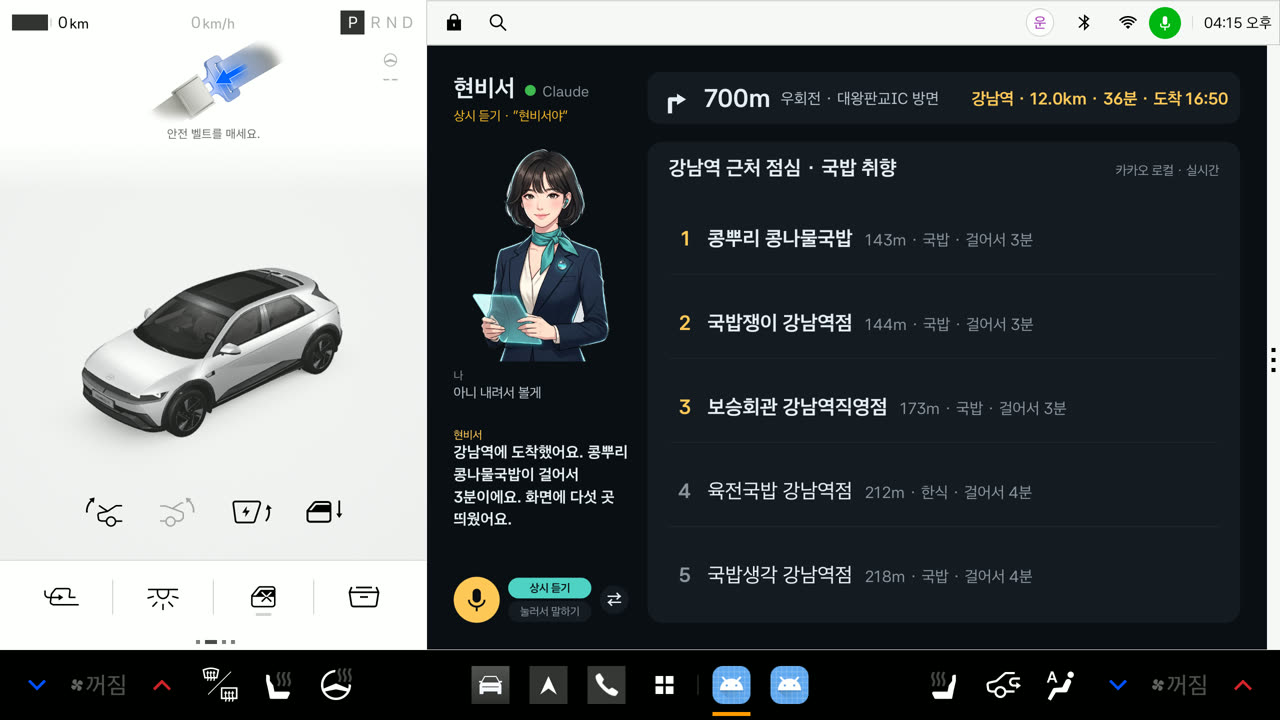 0 km
0 km/h
P R N D
안전 벨트를 매세요.
운
04:15 오후
현비서 Claude
상시 듣기 · "현비서야"
700m 우회전 · 대왕판교IC 방면
강남역 · 12.0km · 36분 · 도착 16:50
강남역 근처 점심 · 국밥 취향
카카오 로컬 · 실시간
1 콩뿌리 콩나물국밥 143m · 국밥 · 걸어서 3분
2 국밥쟁이 강남역점 144m · 국밥 · 걸어서 3분
3 보승회관 강남역직영점 173m · 국밥 · 걸어서 3분
4 육전국밥 강남역점 212m · 한식 · 걸어서 4분
5 국밥생각 강남역점 218m · 국밥 · 걸어서 4분
나
아니 내려서 볼게
현비서
강남역에 도착했어요. 콩뿌리
콩나물국밥이 걸어서
3분이에요. 화면에 다섯 곳
띄웠어요.
상시 듣기
눌러서 말하기
꺼짐
A
꺼짐